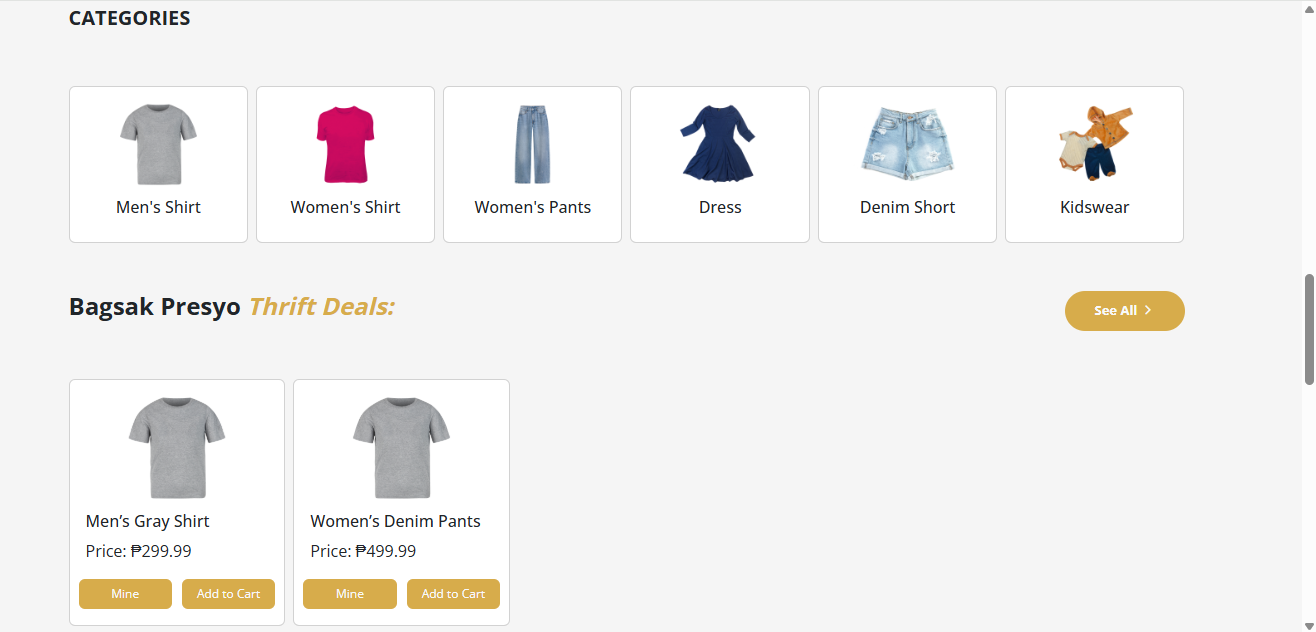 CATEGORIES
Men's Shirt
Women's Shirt
Women's Pants
Dress
Denim Short
Kidswear
Bagsak Presyo Thrift Deals:
See All
Men’s Gray Shirt
Price: ₱299.99
Mine
Add to Cart
Women’s Denim Pants
Price: ₱499.99
Mine
Add to Cart